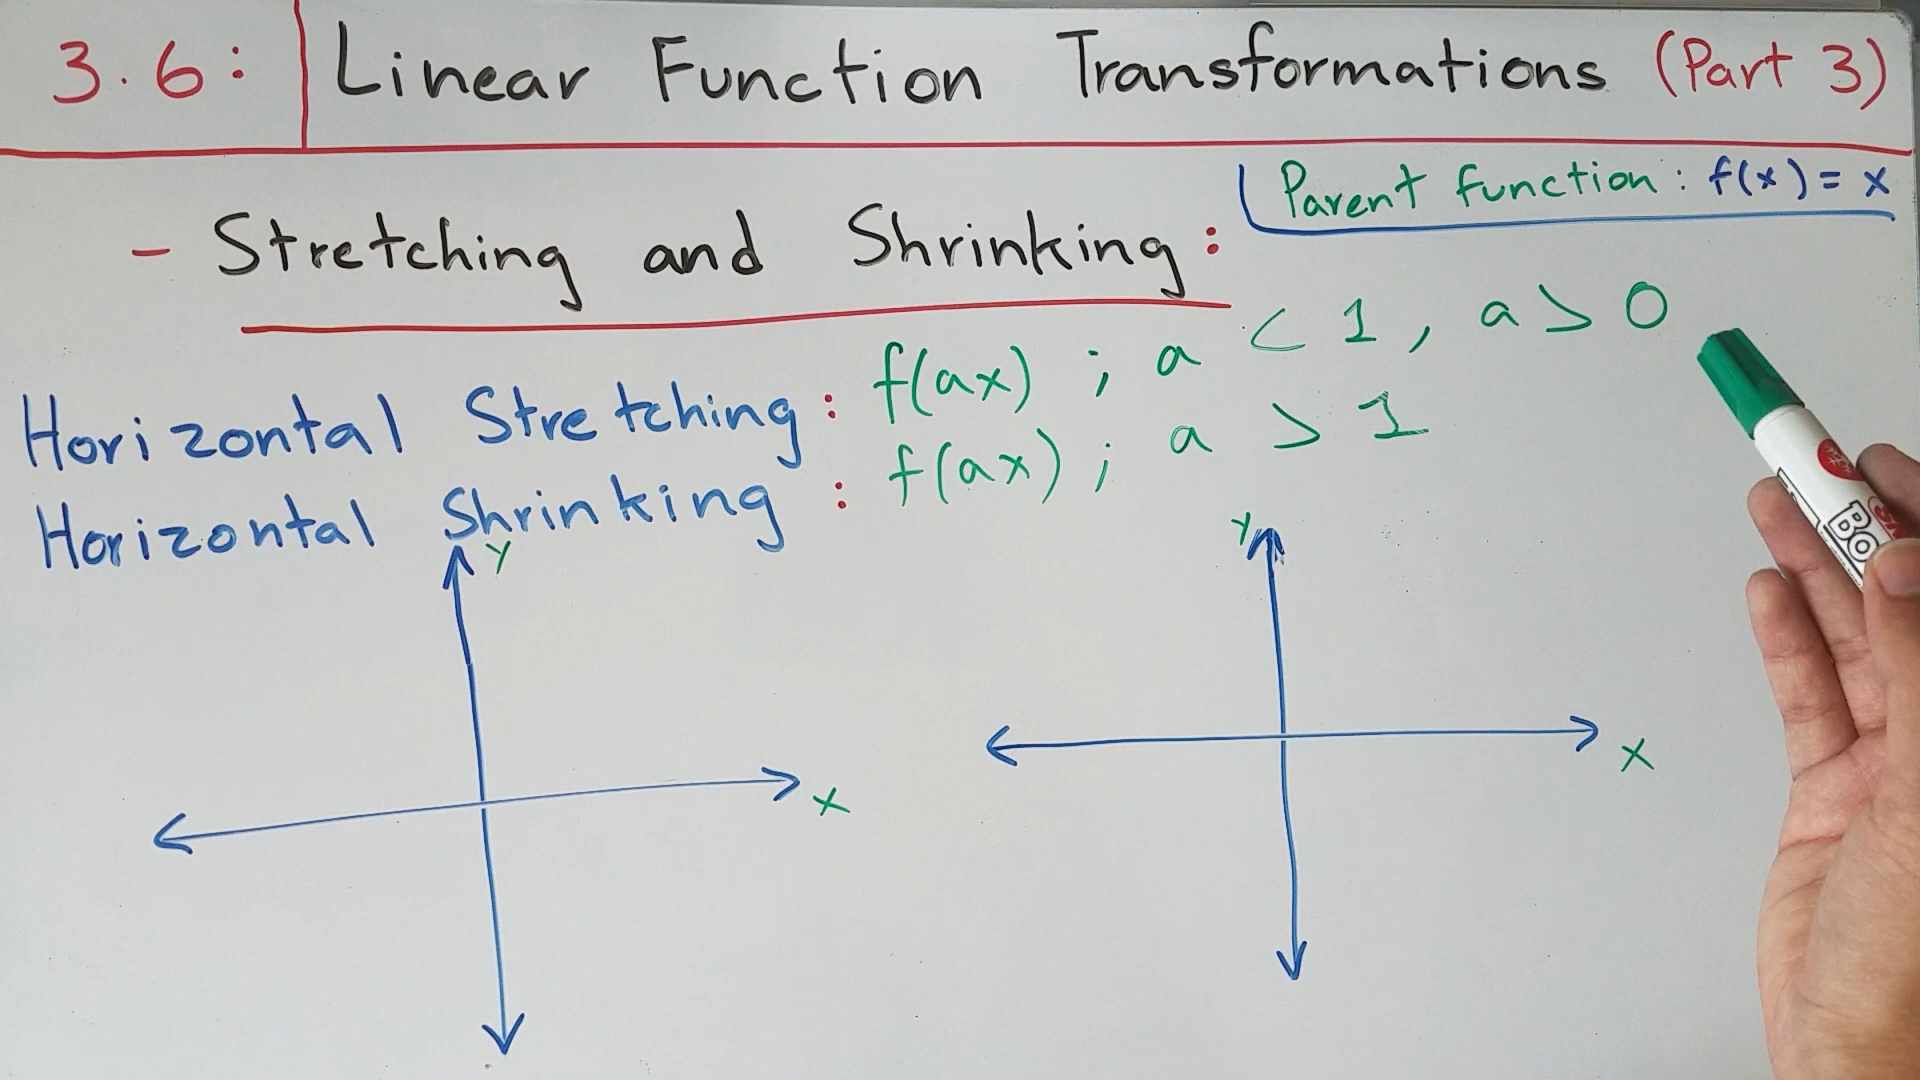 3.6: Linear Function Transformations (Part 3)
Parent function: f(x) = x
- Stretching and Shrinking:
Horizontal Stretching: f(ax) ; a < 1, a > 0
Horizontal Shrinking: f(ax) ; a > 1
y
y
x
x
BO